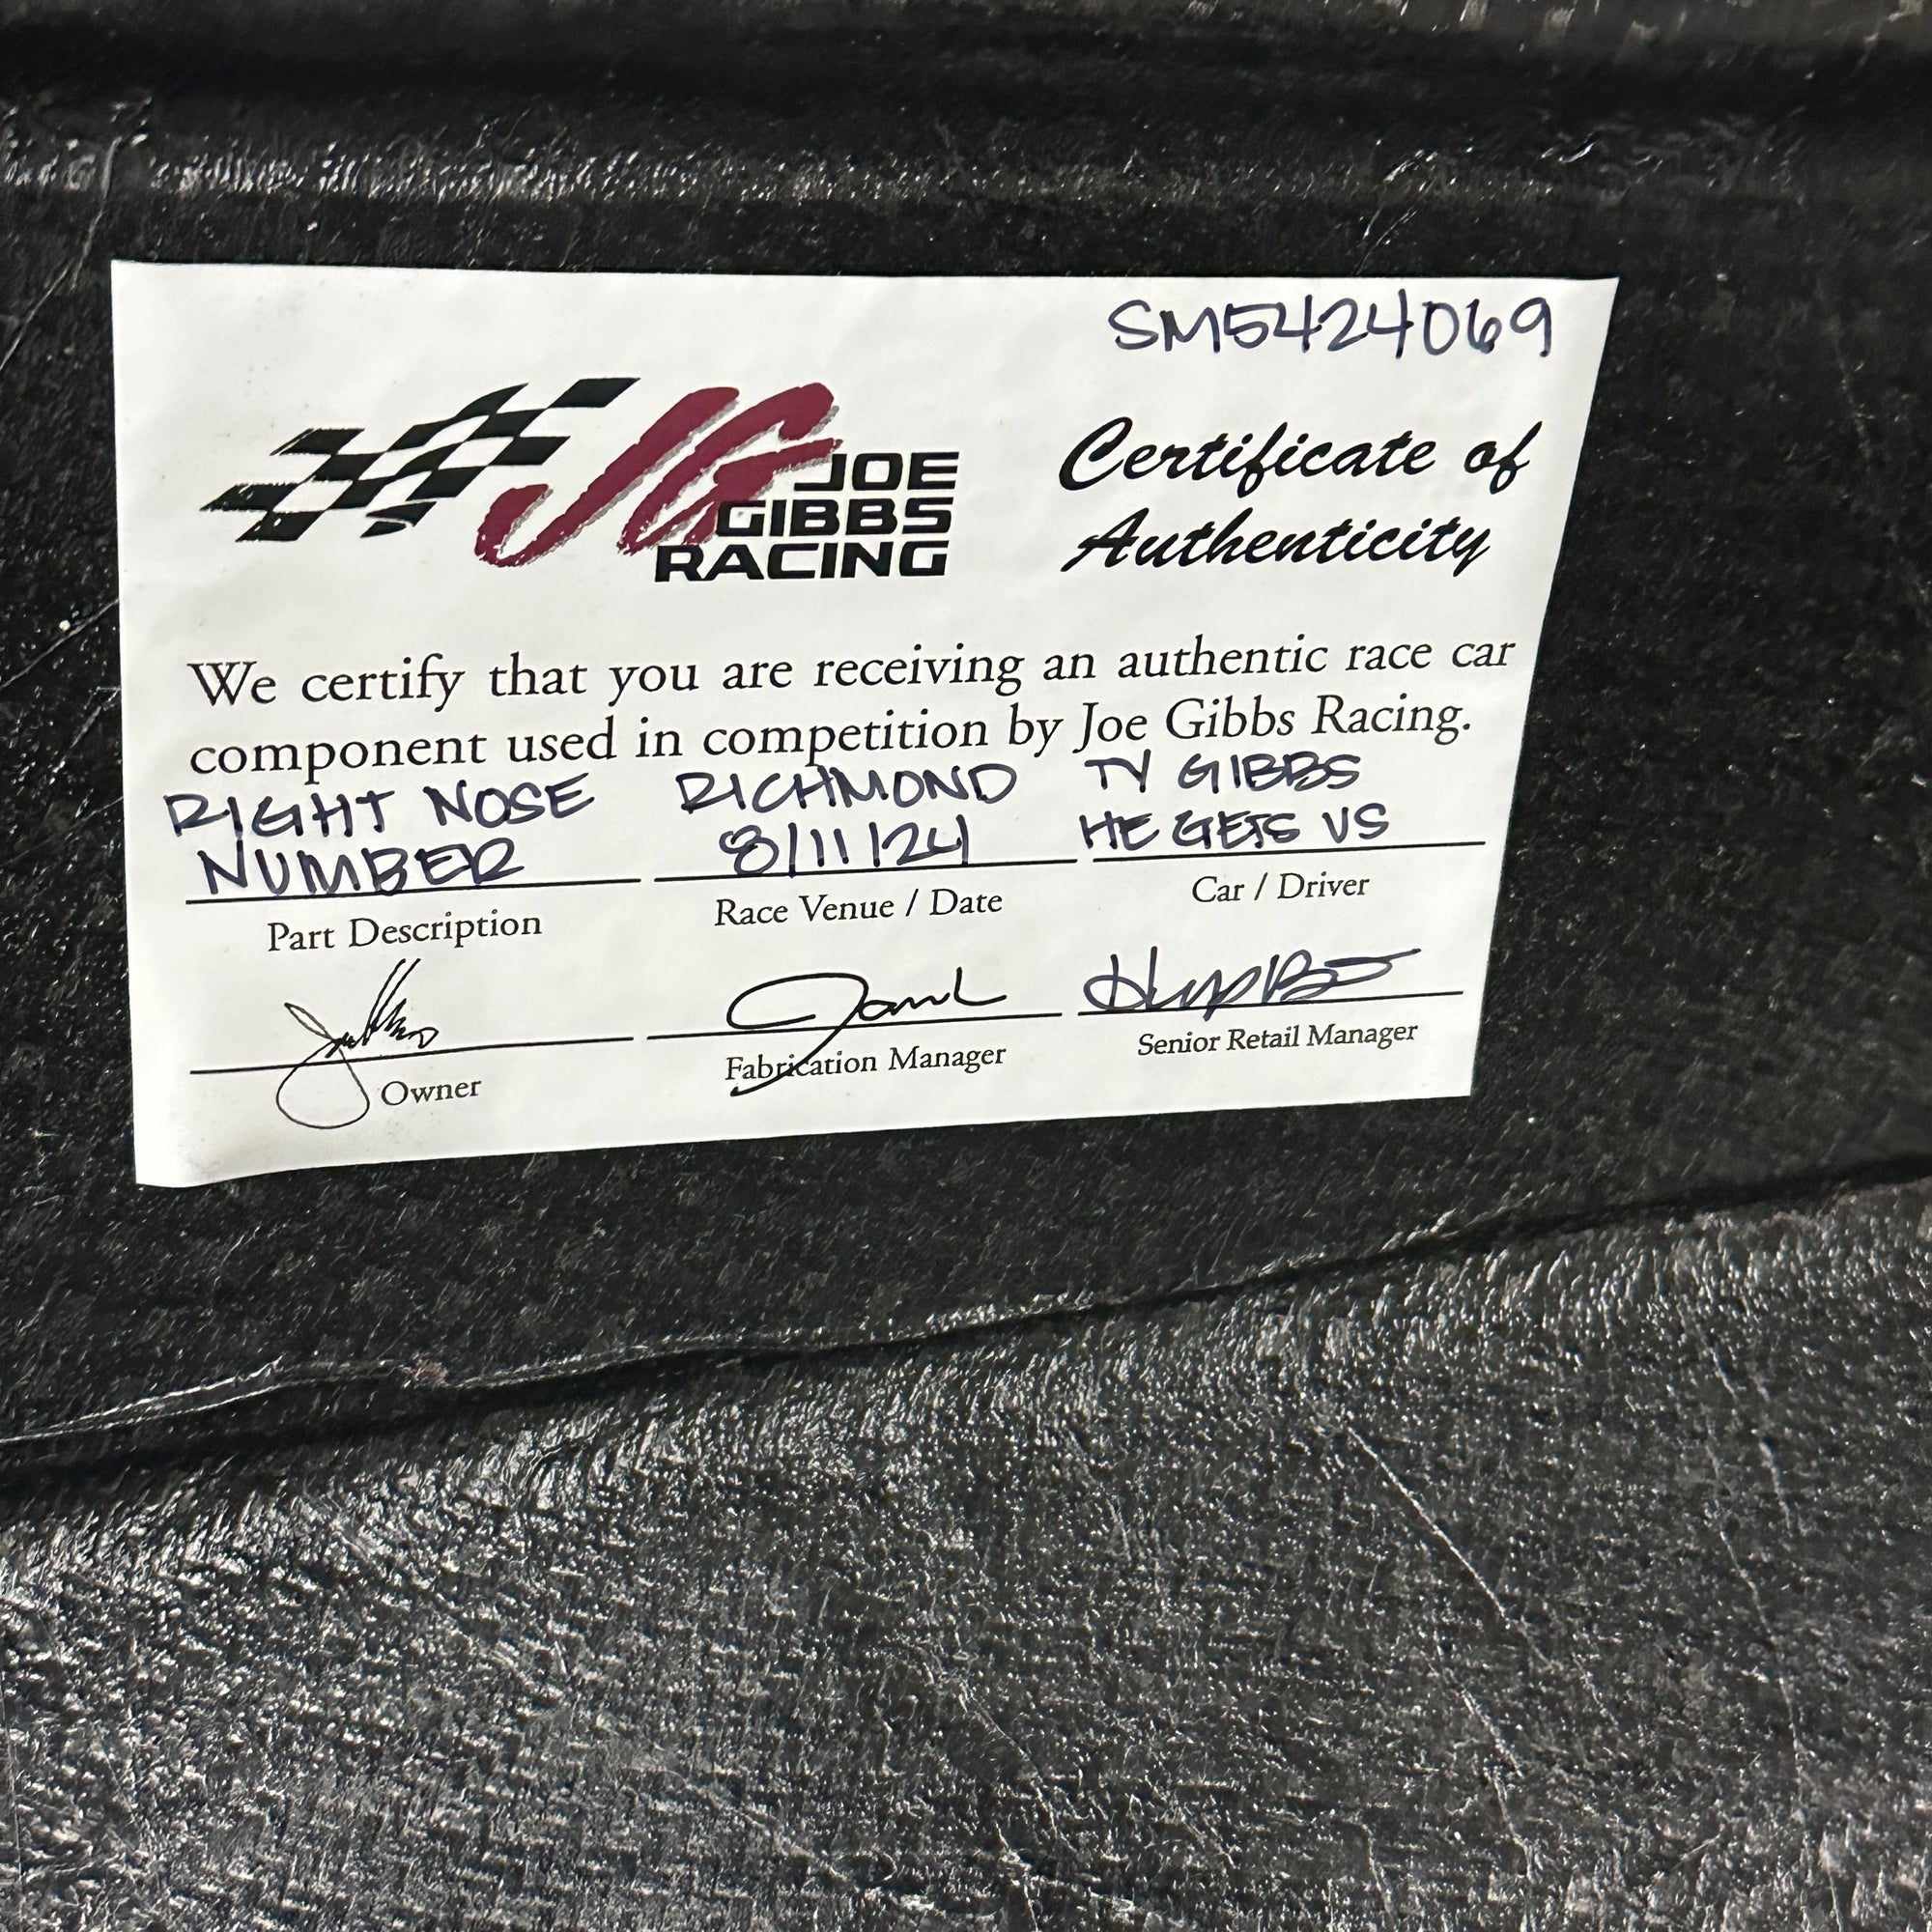 SM5424069
JG JOE
GIBBS
RACING
Certificate of
Authenticity
We certify that you are receiving an authentic race car
component used in competition by Joe Gibbs Racing.
RIGHT NOSE
NUMBER
Part Description
RICHMOND
8/11/24
Race Venue / Date
TY GIBBS
HE GETS US
Car / Driver
Owner
Fabrication Manager
Senior Retail Manager